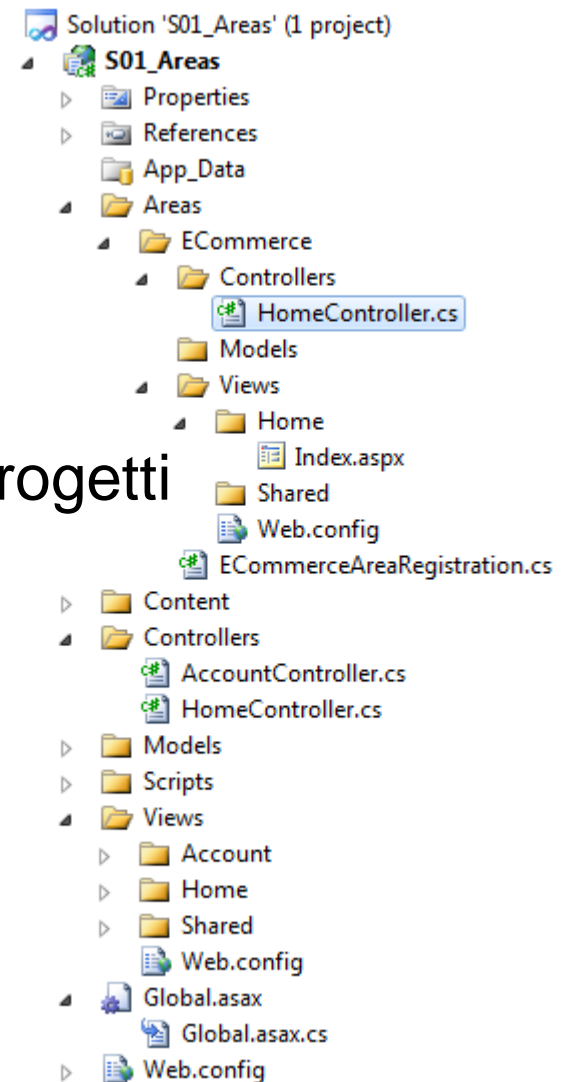 Solution 'S01_Areas' (1 project)
S01_Areas
Properties
References
App_Data
Areas
ECommerce
Controllers
HomeController.cs
Models
Views
Home
Index.aspx
rogetti
Shared
Web.config
ECommerceAreaRegistration.cs
Content
Controllers
AccountController.cs
HomeController.cs
Models
Scripts
Views
Account
Home
Shared
Web.config
Global.asax
Global.asax.cs
Web.config